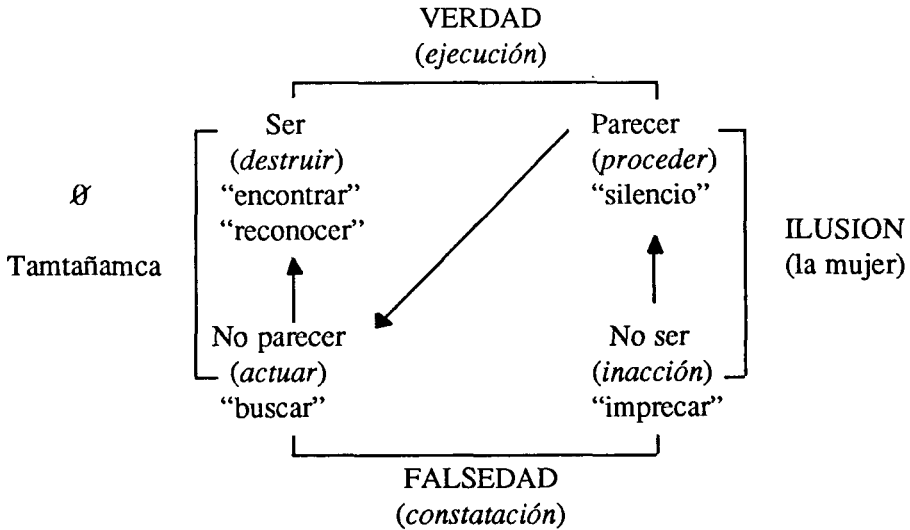 VERDAD
(ejecución)
Ser
(destruir)
“encontrar”
“reconocer”
Parecer
(proceder)
“silencio”
Ø
Tamtañamca
ILUSION
(la mujer)
No parecer
(actuar)
“buscar”
No ser
(inacción)
“imprecar”
FALSEDAD
(constatación)